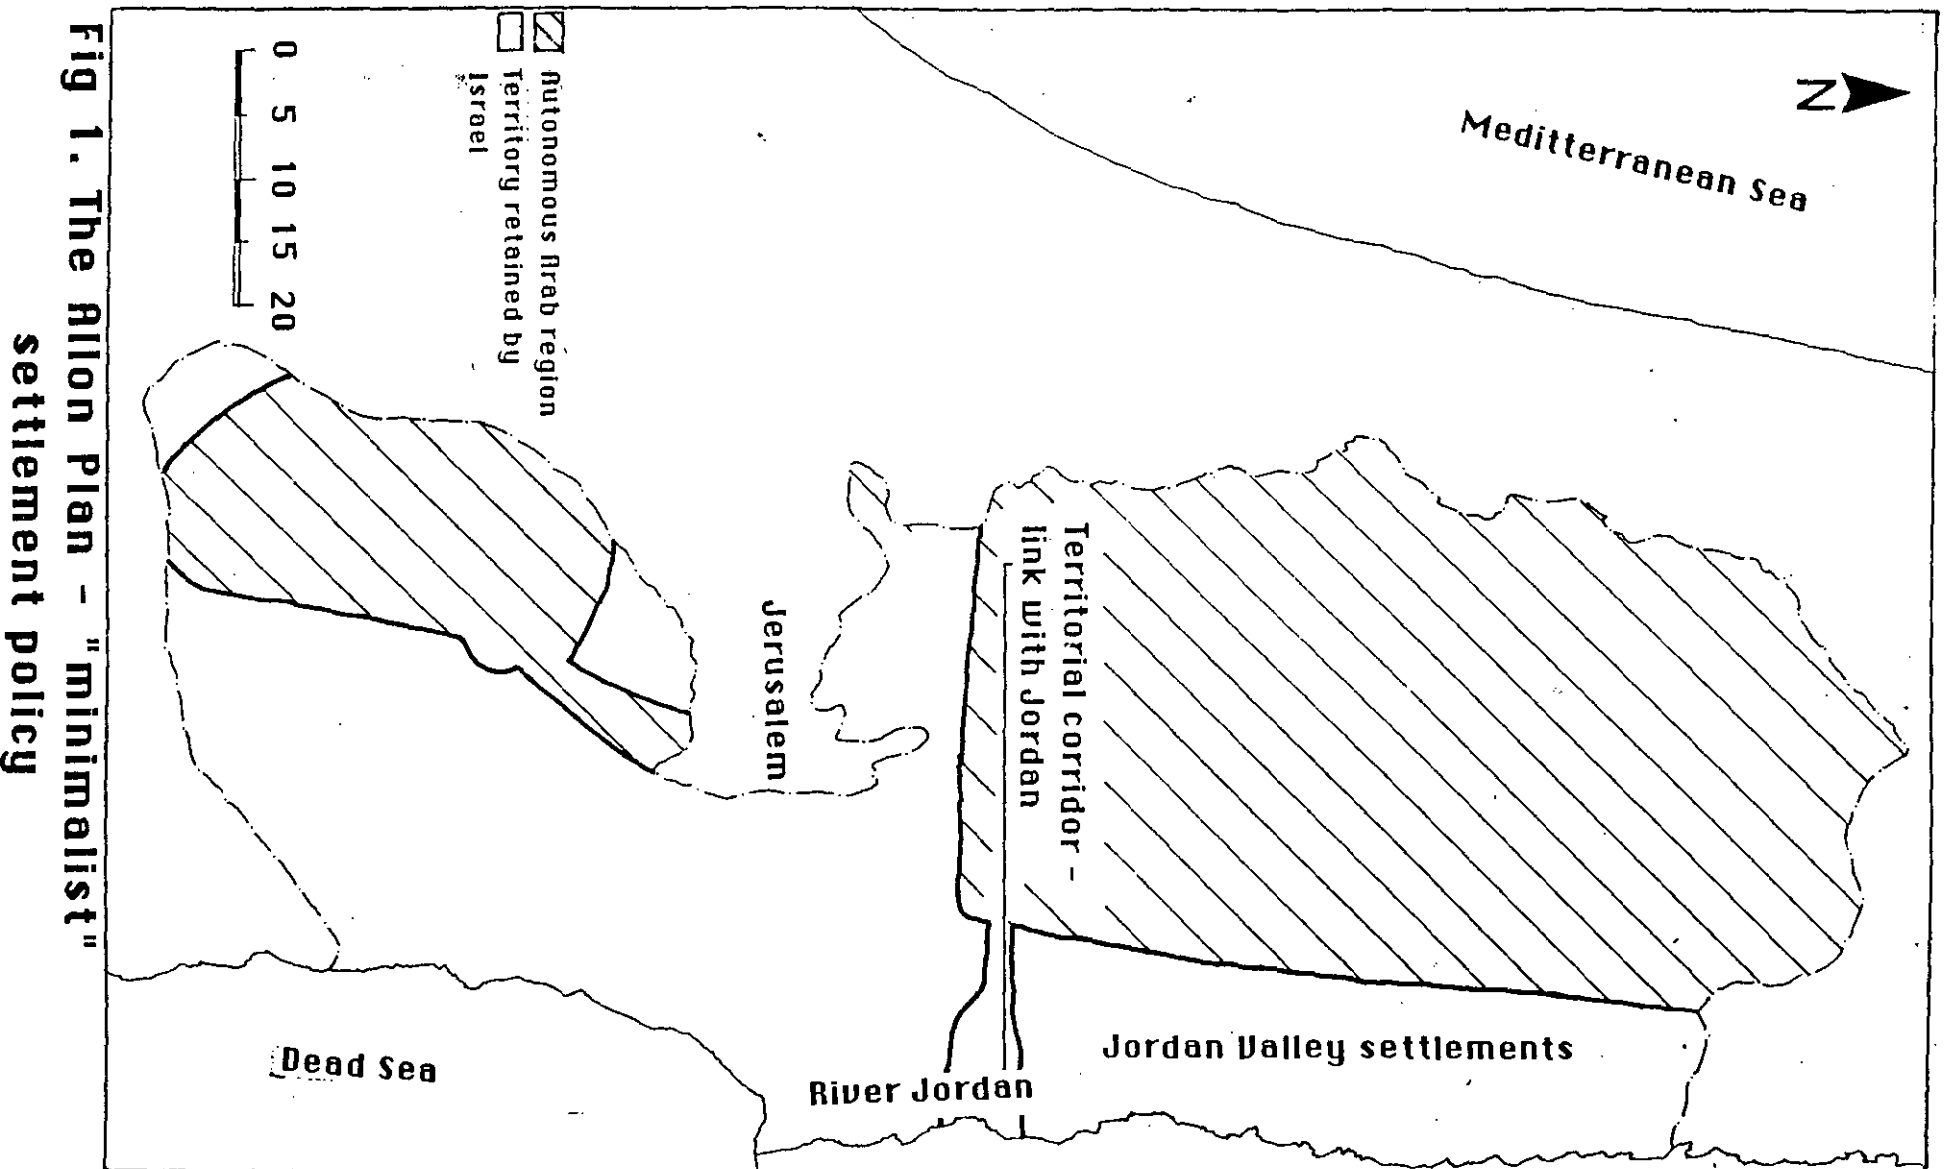 N
Meditterranean Sea
Autonomous Arab region
Territory retained by
Israel
0 5 10 15 20
Territorial corridor -
link with Jordan
Jerusalem
Jordan Valley settlements
River Jordan
Dead Sea
Fig 1. The Allon Plan - "minimalist"
settlement policy